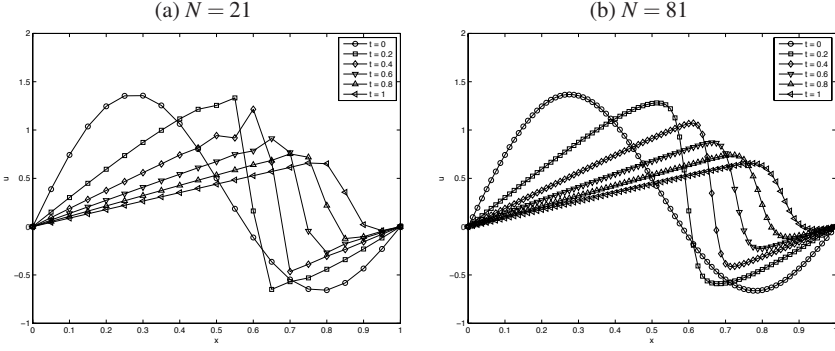 (a) N = 21
2
1.5
1
0.5
0
−0.5
−1
u
0
0.1
0.2
0.3
0.4
0.5
0.6
0.7
0.8
0.9
1
x
t = 0
t = 0.2
t = 0.4
t = 0.6
t = 0.8
t = 1
(b) N = 81
2
1.5
1
0.5
0
−0.5
−1
u
0
0.1
0.2
0.3
0.4
0.5
0.6
0.7
0.8
0.9
1
x
t = 0
t = 0.2
t = 0.4
t = 0.6
t = 0.8
t = 1